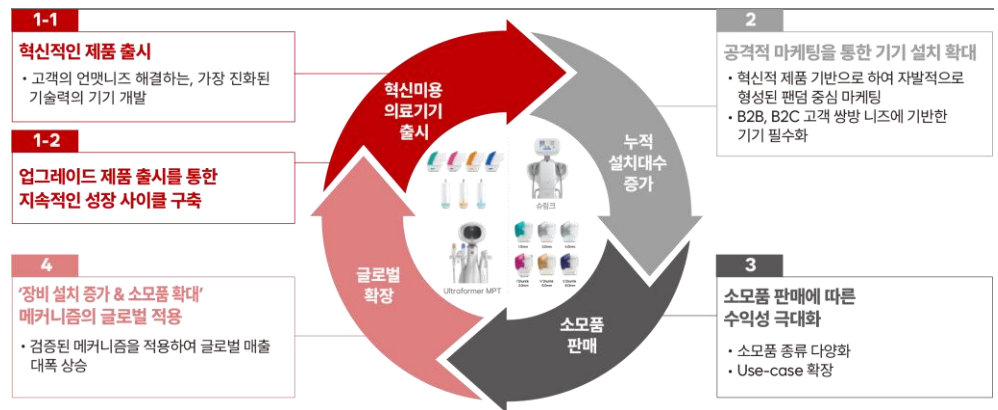 1-1
혁신적인 제품 출시
• 고객의 언맷니즈 해결하는, 가장 진화된
기술력의 기기 개발
1-2
업그레이드 제품 출시를 통한
지속적인 성장 사이클 구축
2
공격적 마케팅을 통한 기기 설치 확대
• 혁신적 제품 기반으로 하여 자발적으로
형성된 팬덤 중심 마케팅
• B2B, B2C 고객 쌍방 니즈에 기반한
기기 필수화
3
소모품 판매에 따른
수익성 극대화
• 소모품 종류 다양화
• Use-case 확장
4
'장비 설치 증가 & 소모품 확대'
메커니즘의 글로벌 적용
• 검증된 메커니즘을 적용하여 글로벌 매출
대폭 상승
혁신미용
의료기기
출시
누적
설치대수
증가
소모품
판매
글로벌
확장
슈링크
Ultraformer MPT